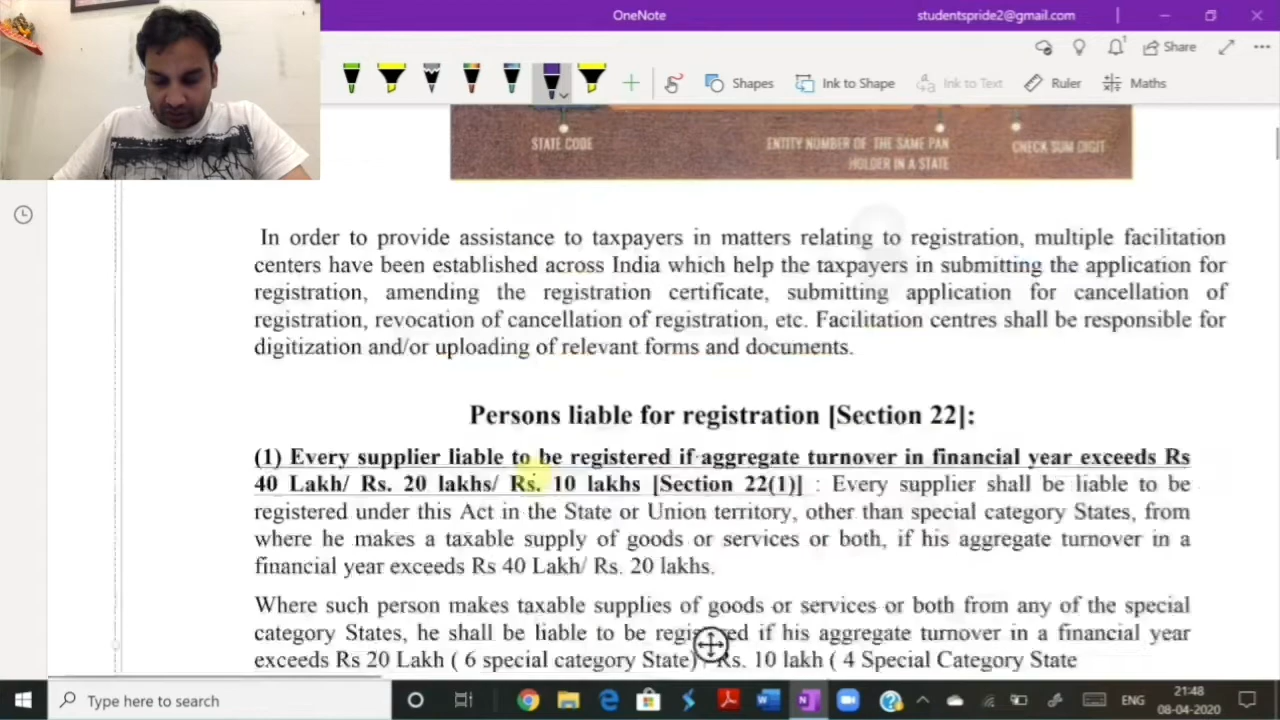 OneNote
studentspride2@gmail.com
Share
Shapes
Ink to Shape
Ink to Text
Ruler
Maths
STATE CODE
ENTITY NUMBER OF THE SAME PAN
HOLDER IN A STATE
CHECK SUM DIGIT
In order to provide assistance to taxpayers in matters relating to registration, multiple facilitation
centers have been established across India which help the taxpayers in submitting the application for
registration, amending the registration certificate, submitting application for cancellation of
registration, revocation of cancellation of registration, etc. Facilitation centres shall be responsible for
digitization and/or uploading of relevant forms and documents.
Persons liable for registration [Section 22]:
(1) Every supplier liable to be registered if aggregate turnover in financial year exceeds Rs
40 Lakh/ Rs. 20 lakhs/ Rs. 10 lakhs [Section 22(1)] : Every supplier shall be liable to be
registered under this Act in the State or Union territory, other than special category States, from
where he makes a taxable supply of goods or services or both, if his aggregate turnover in a
financial year exceeds Rs 40 Lakh/ Rs. 20 lakhs.
Where such person makes taxable supplies of goods or services or both from any of the special
category States, he shall be liable to be registered if his aggregate turnover in a financial year
exceeds Rs 20 Lakh ( 6 special category State) Rs. 10 lakh ( 4 Special Category State
Type here to search
ENG
21:48
08-04-2020